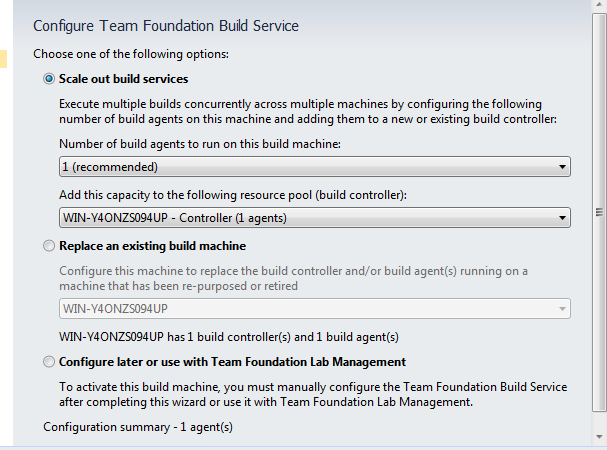 Configure Team Foundation Build Service
Choose one of the following options:
Scale out build services
Execute multiple builds concurrently across multiple machines by configuring the following
number of build agents on this machine and adding them to a new or existing build controller:
Number of build agents to run on this build machine:
1 (recommended)
Add this capacity to the following resource pool (build controller):
WIN-Y4ONZS094UP - Controller (1 agents)
Replace an existing build machine
Configure this machine to replace the build controller and/or build agent(s) running on a
machine that has been re-purposed or retired
WIN-Y4ONZS094UP
WIN-Y4ONZS094UP has 1 build controller(s) and 1 build agent(s)
Configure later or use with Team Foundation Lab Management
To activate this build machine, you must manually configure the Team Foundation Build Service
after completing this wizard or use it with Team Foundation Lab Management.
Configuration summary - 1 agent(s)